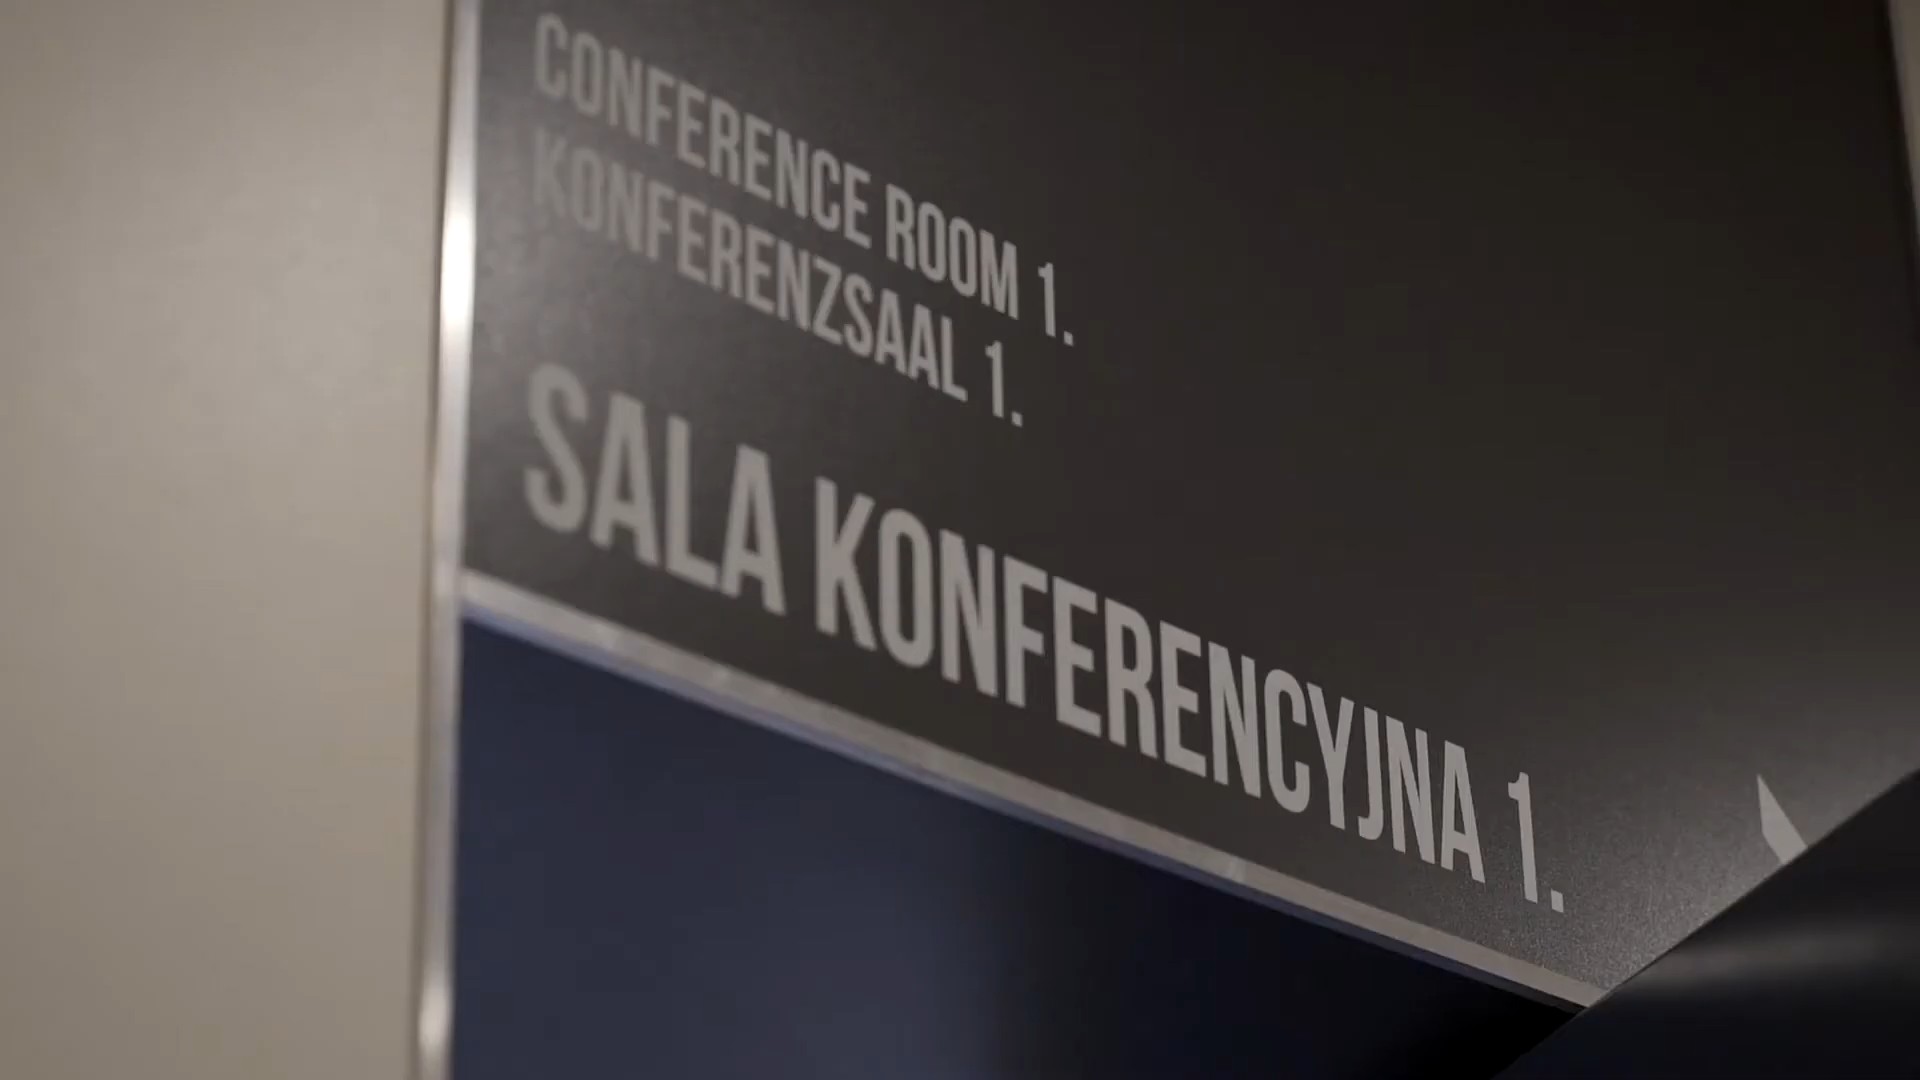 CONFERENCE ROOM 1.
KONFERENZSAAL 1.
SALA KONFERENCYJNA 1.